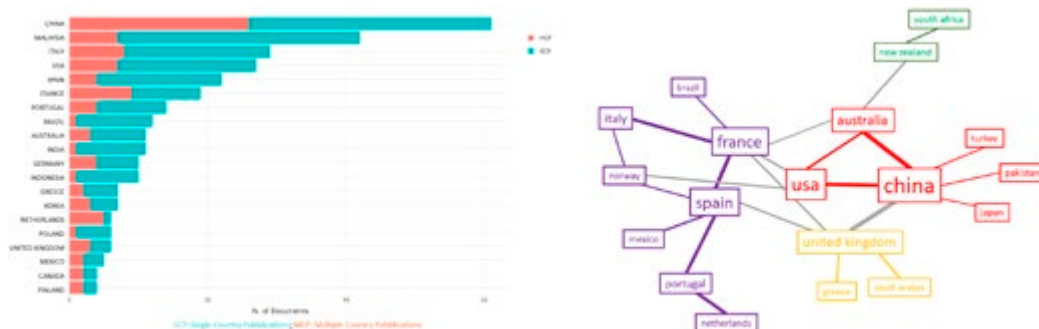 CHINA
MALAYSIA
ITALY
USA
SPAIN
FRANCE
PORTUGAL
BRAZIL
AUSTRALIA
INDIA
GERMANY
INDONESIA
GREECE
KOREA
NETHERLANDS
POLAND
UNITED KINGDOM
MEXICO
CANADA
FINLAND
N. of Documents
SCP: Single Country Publications, MCP: Multiple Country Publications
MCP
SCP
south africa
new zealand
brazil
italy
australia
france
turkey
norway
usa
china
pakistan
spain
japan
mexico
united kingdom
portugal
greece
saudi arabia
netherlands